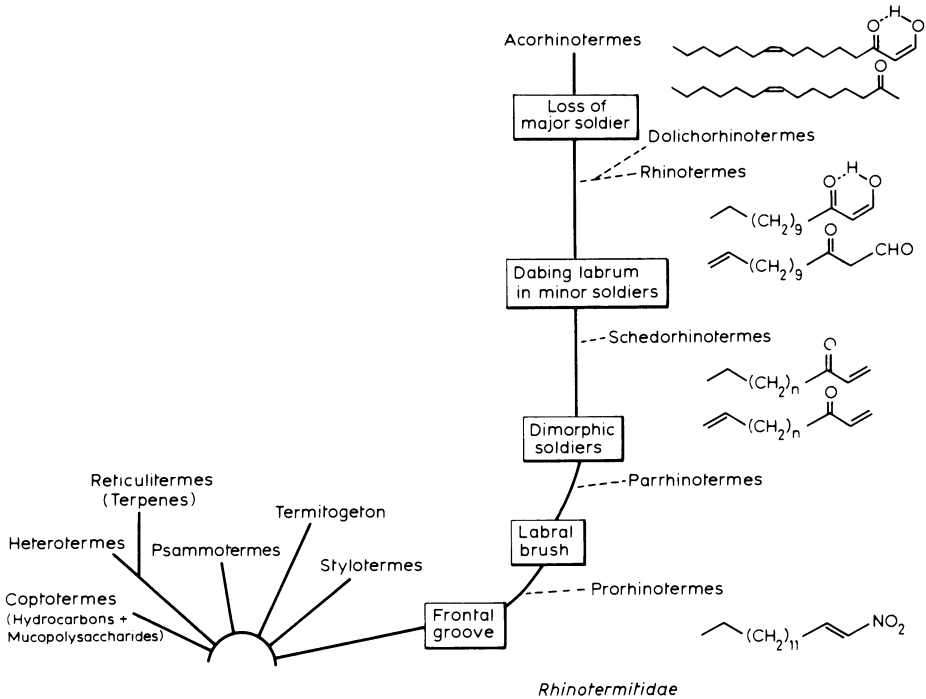 Acorhinotermes
Loss of
major soldier
Dolichorhinotermes
Rhinotermes
Dabing labrum
in minor soldiers
Schedorhinotermes
Dimorphic
soldiers
Parrhinotermes
Labral
brush
Prorhinotermes
Frontal
groove
Reticulitermes
(Terpenes)
Heterotermes
Psammotermes
Termitogeton
Stylotermes
Coptotermes
(Hydrocarbons +
Mucopolysaccharides)
O H O
O
O H O
(CH2)9
O
(CH2)9 CHO
O
(CH2)n
O
(CH2)n
(CH2)11 NO2
Rhinotermitidae